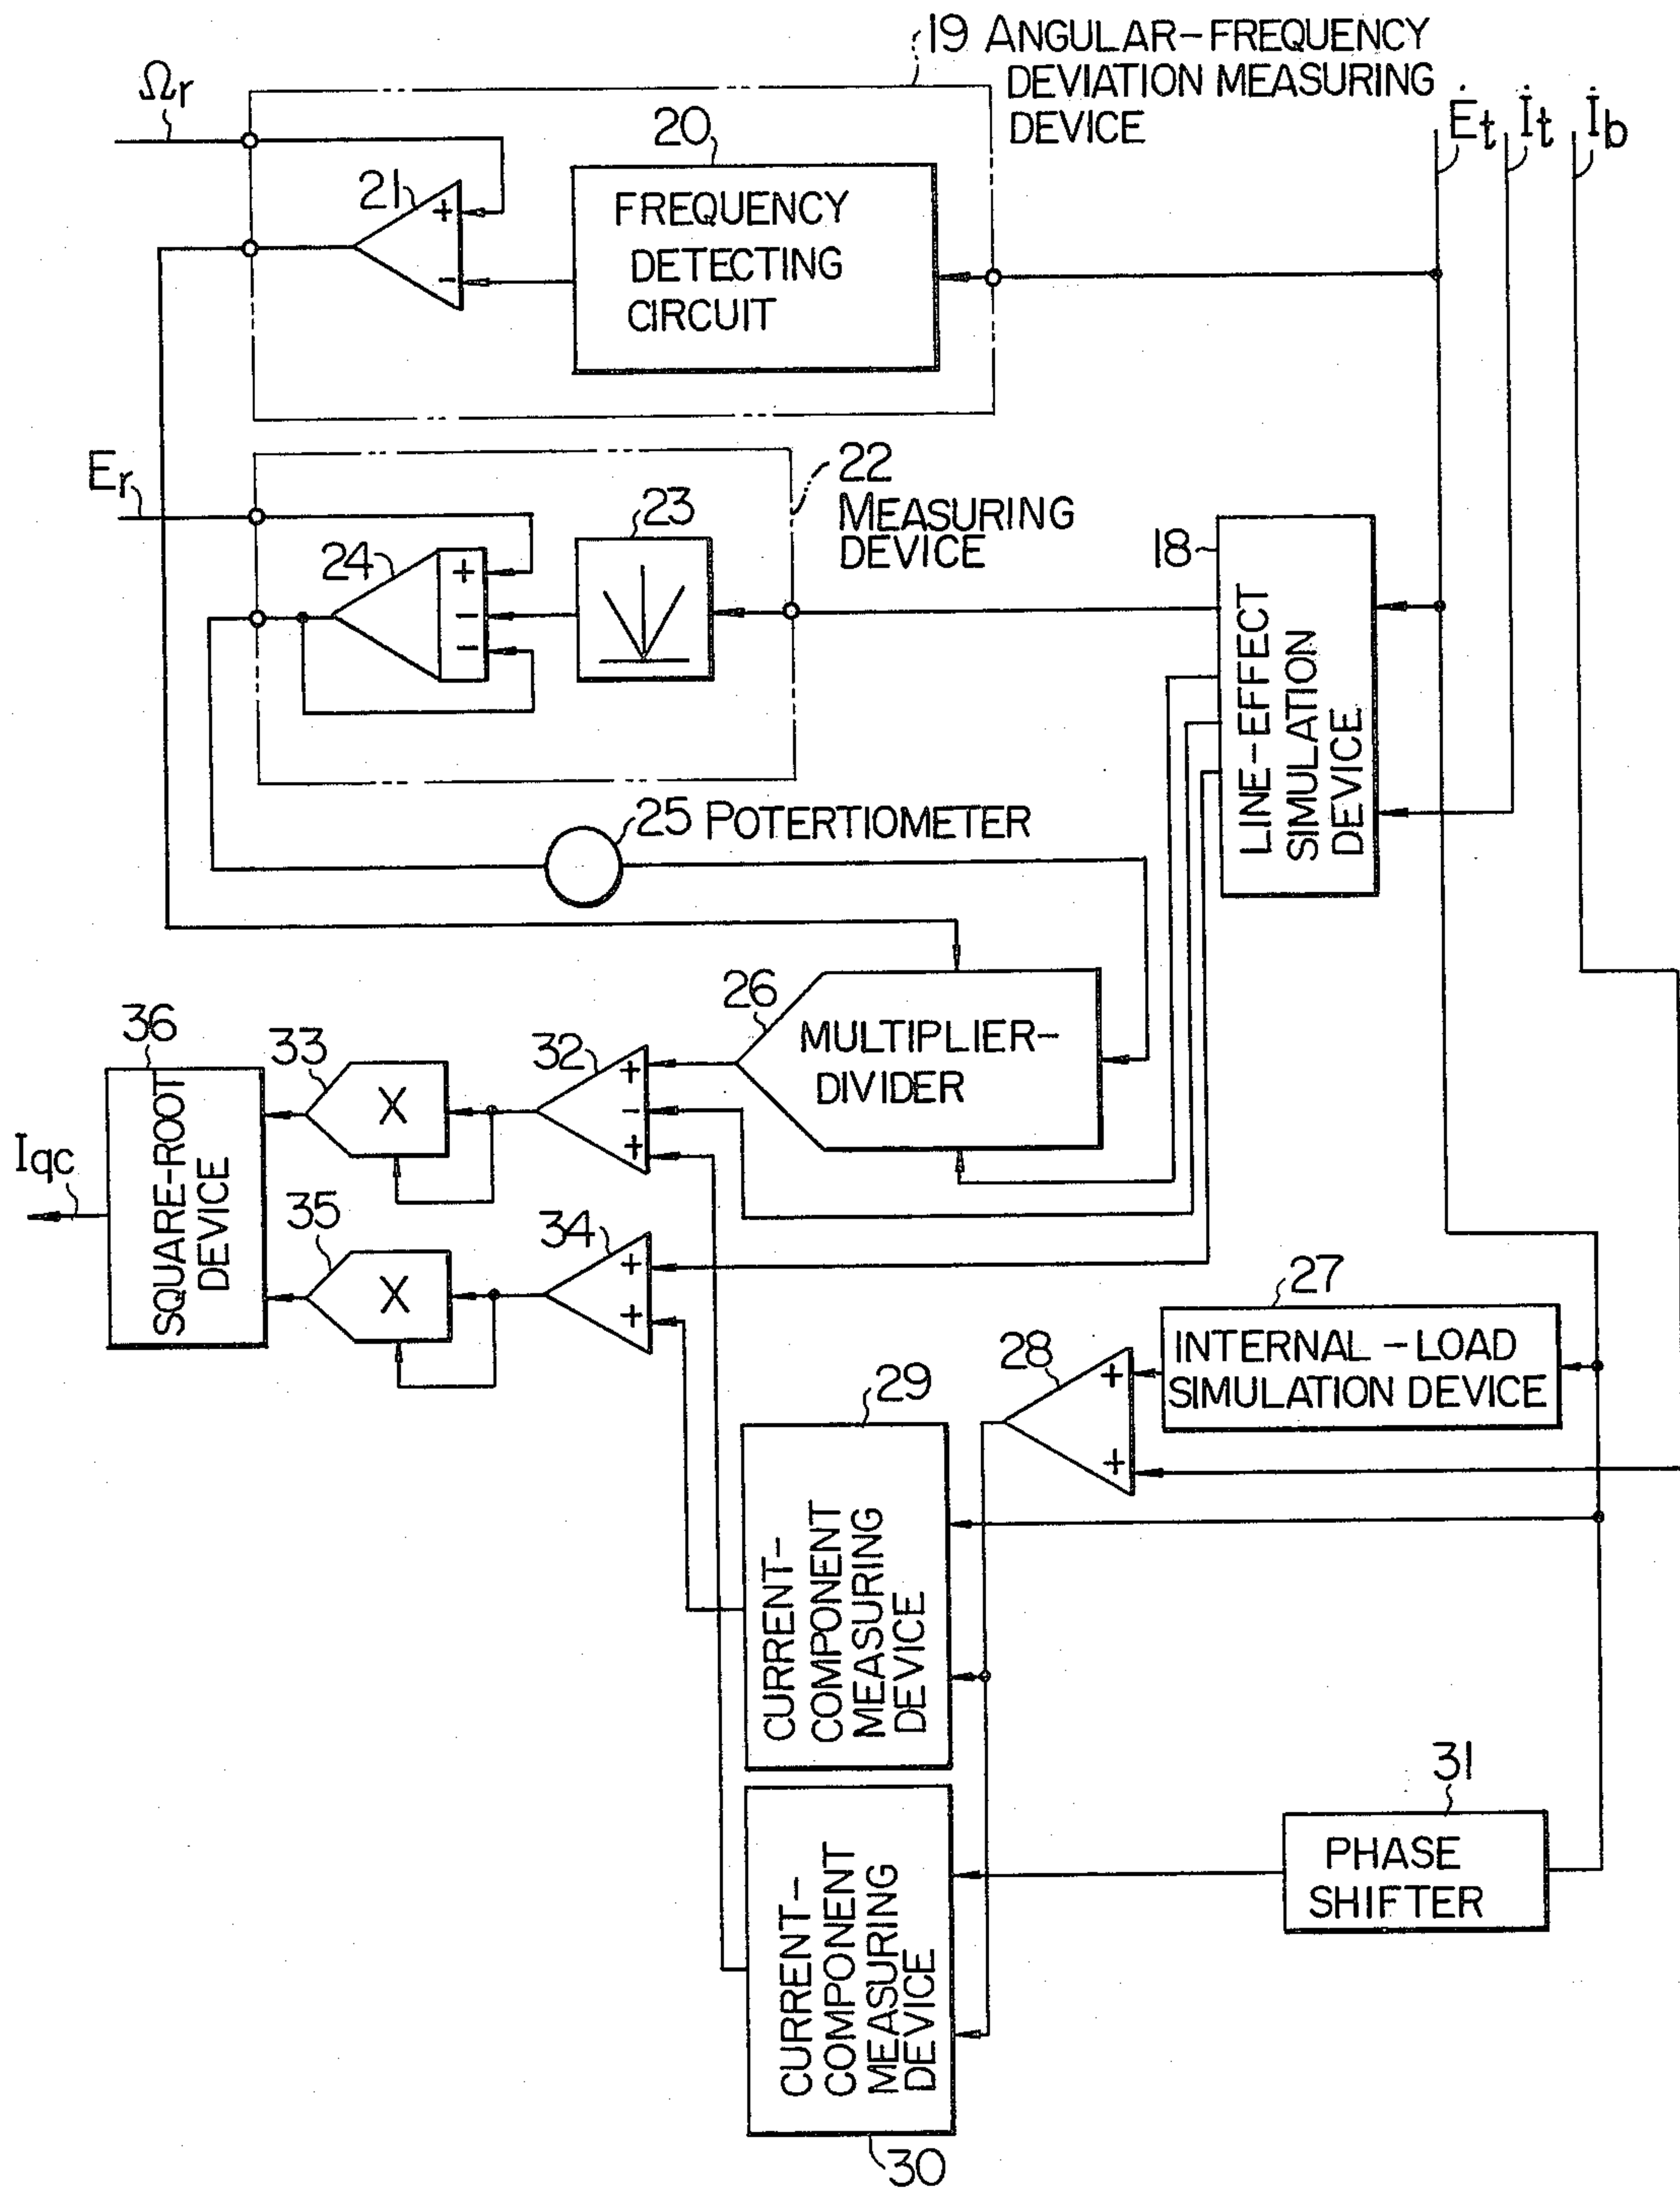 19 ANGULAR-FREQUENCY
DEVIATION MEASURING
DEVICE
Ωr
Ėt
İt
İb
20
21
+
-
FREQUENCY
DETECTING
CIRCUIT
Er
22
MEASURING
DEVICE
23
24
+
-
-
18
LINE-EFFECT
SIMULATION
DEVICE
25 POTERTIOMETER
26
MULTIPLIER-
DIVIDER
36
SQUARE-ROOT
DEVICE
33
X
32
+
-
+
Iqc
35
X
34
+
+
27
INTERNAL-LOAD
SIMULATION DEVICE
28
+
+
29
CURRENT-
COMPONENT
MEASURING
DEVICE
31
PHASE
SHIFTER
CURRENT-
COMPONENT
MEASURING
DEVICE
30